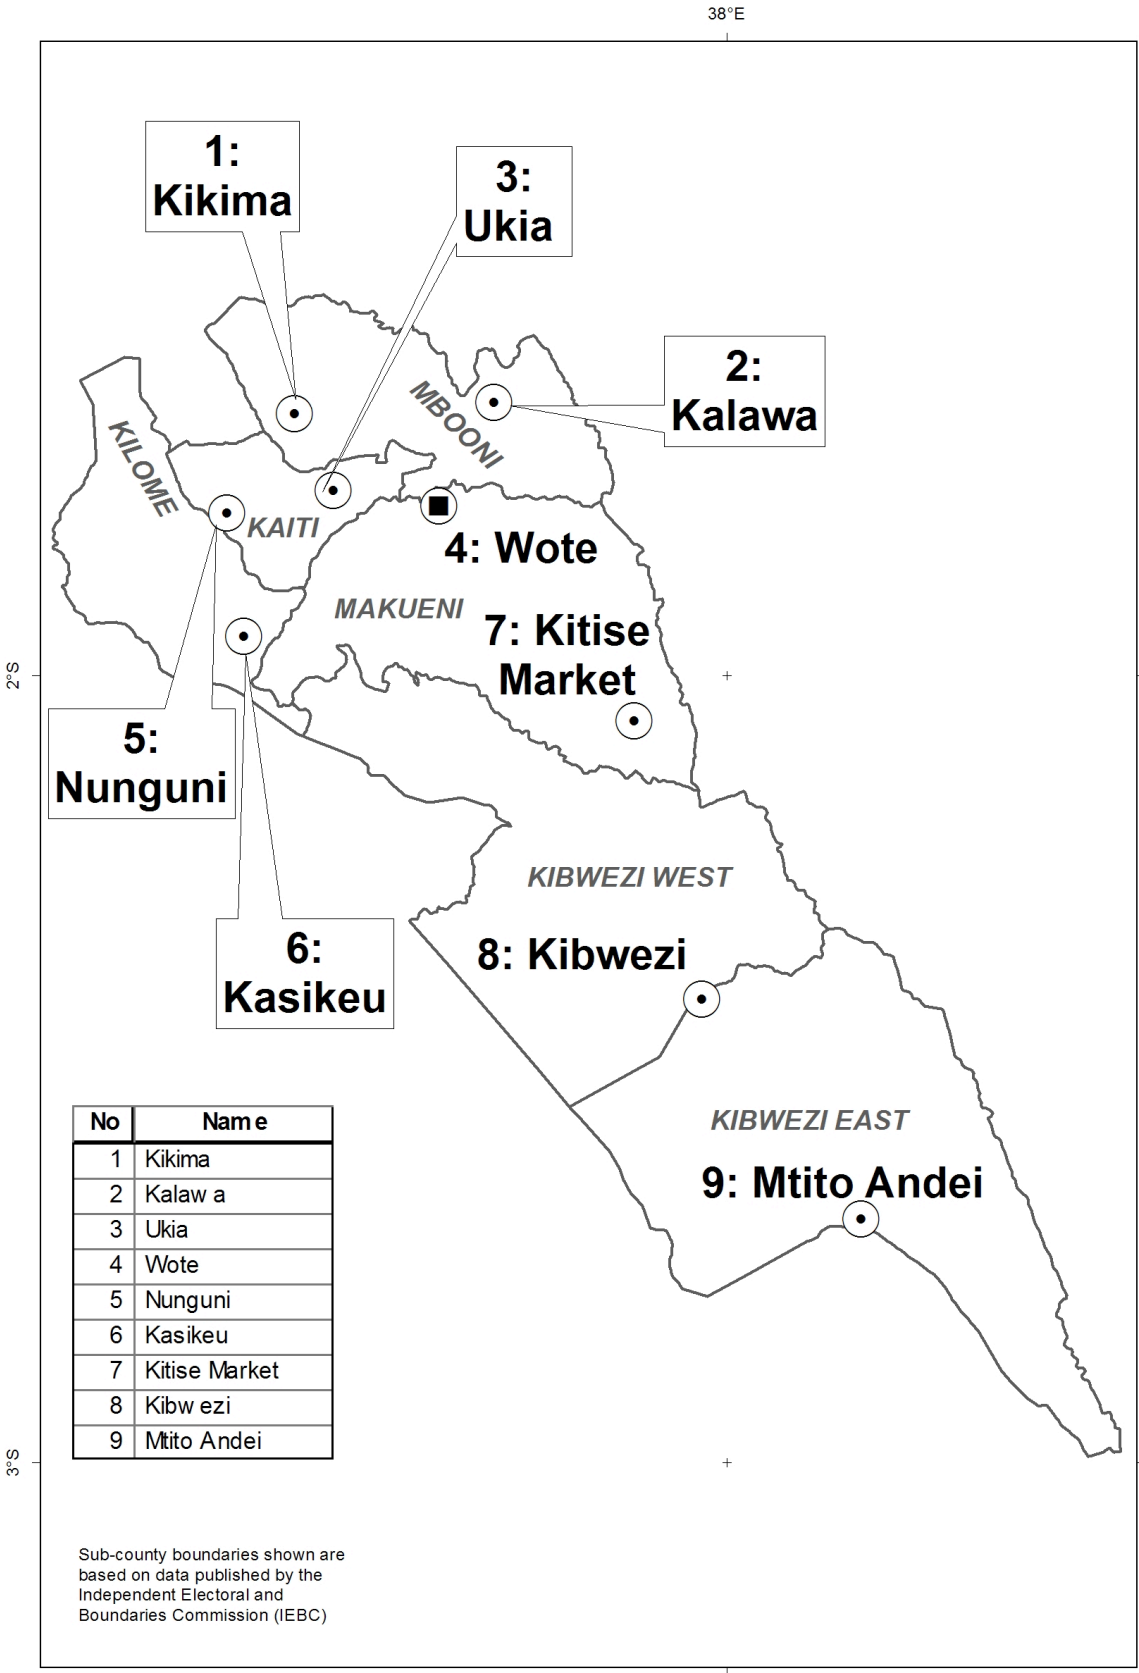 38°E
1:
Kikima
3:
Ukia
2:
Kalawa
MBOONI
KILOME
KAITI
4: Wote
MAKUENI
7: Kitise
Market
2°S
5:
Nunguni
KIBWEZI WEST
6:
Kasikeu
8: Kibwezi
KIBWEZI EAST
9: Mtito Andei
No Name
1 Kikima
2 Kalawa
3 Ukia
4 Wote
5 Nunguni
6 Kasikeu
7 Kitise Market
8 Kibwezi
9 Mtito Andei
3°S
Sub-county boundaries shown are
based on data published by the
Independent Electoral and
Boundaries Commission (IEBC)